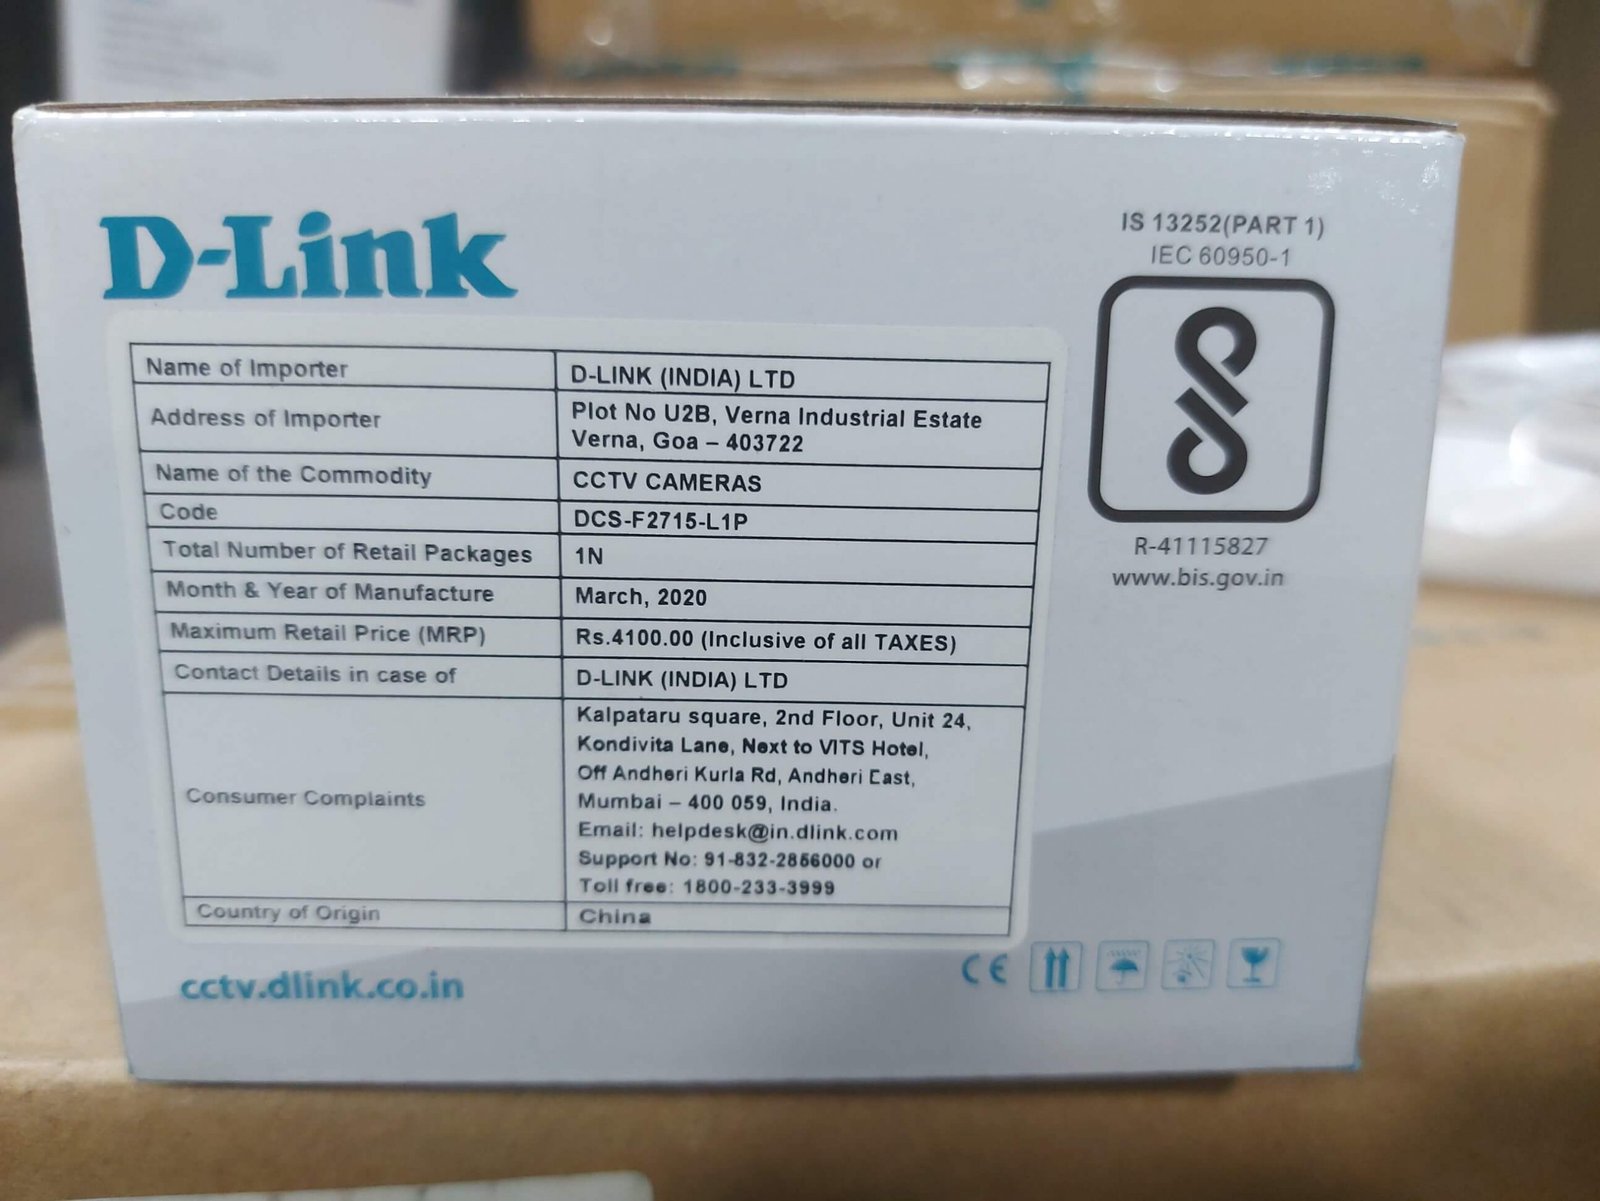 D-Link
IS 13252(PART 1)
IEC 60950-1
R-41115827
www.bis.gov.in
Name of Importer D-LINK (INDIA) LTD
Address of Importer Plot No U2B, Verna Industrial Estate
Verna, Goa – 403722
Name of the Commodity CCTV CAMERAS
Code DCS-F2715-L1P
Total Number of Retail Packages 1N
Month & Year of Manufacture March, 2020
Maximum Retail Price (MRP) Rs.4100.00 (Inclusive of all TAXES)
Contact Details in case of D-LINK (INDIA) LTD
Consumer Complaints
Kalpataru square, 2nd Floor, Unit 24,
Kondivita Lane, Next to VITS Hotel,
Off Andheri Kurla Rd, Andheri East,
Mumbai – 400 059, India.
Email: helpdesk@in.dlink.com
Support No: 91-832-2856000 or
Toll free: 1800-233-3999
Country of Origin China
cctv.dlink.co.in
CE